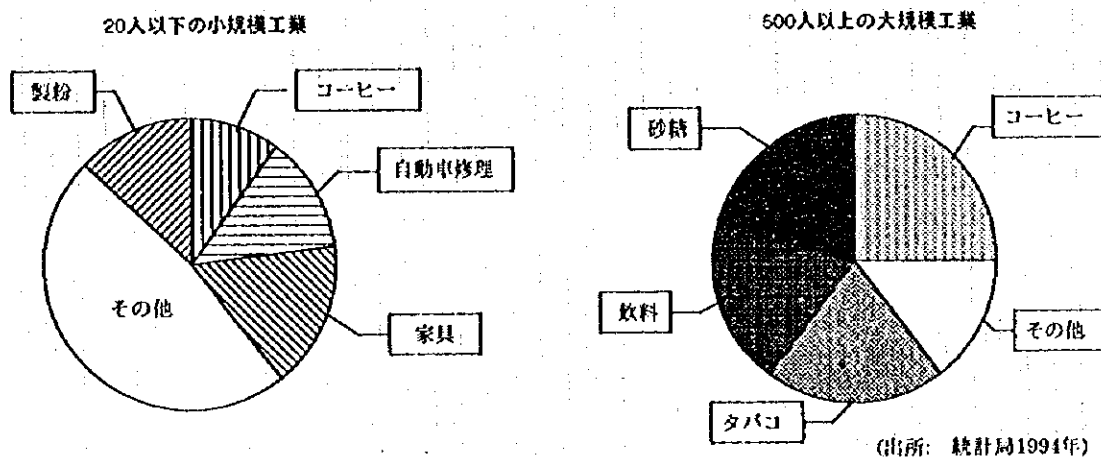 20人以下の小規模工業
製粉
コーヒー
自動車修理
家具
その他
500人以上の大規模工業
砂糖
コーヒー
飲料
その他
タバコ
(出所: 統計局1994年)